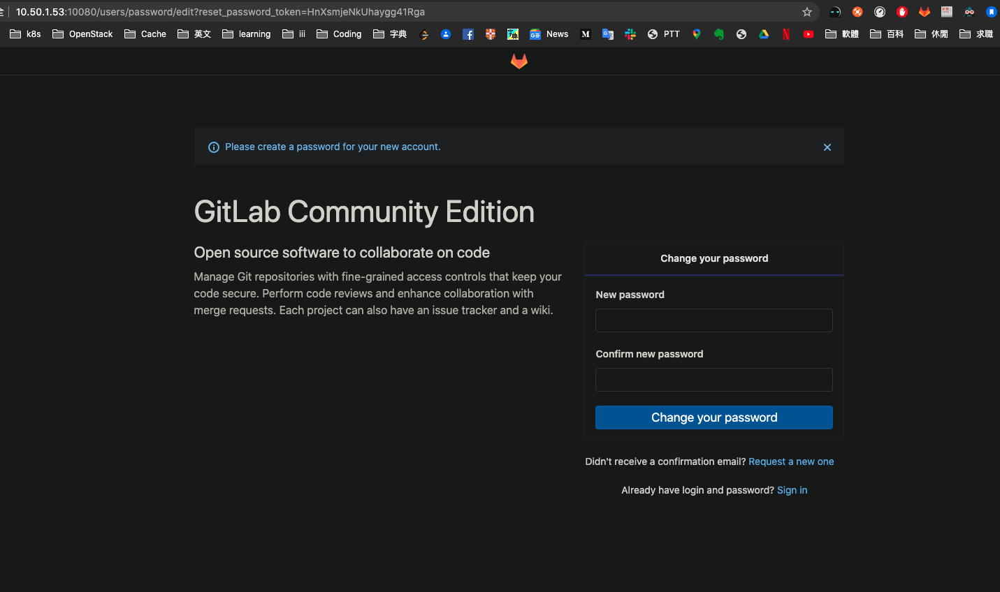 10.50.1.53:10080/users/password/edit?reset_password_token=HnXsmjeNkUhaygg41Rga
k8s OpenStack Cache 英文 learning iii Coding 字典 News M PTT 軟體 百科 休閒 求職
Please create a password for your new account.
GitLab Community Edition
Open source software to collaborate on code
Manage Git repositories with fine-grained access controls that keep your
code secure. Perform code reviews and enhance collaboration with
merge requests. Each project can also have an issue tracker and a wiki.
Change your password
New password
Confirm new password
Change your password
Didn't receive a confirmation email? Request a new one
Already have login and password? Sign in